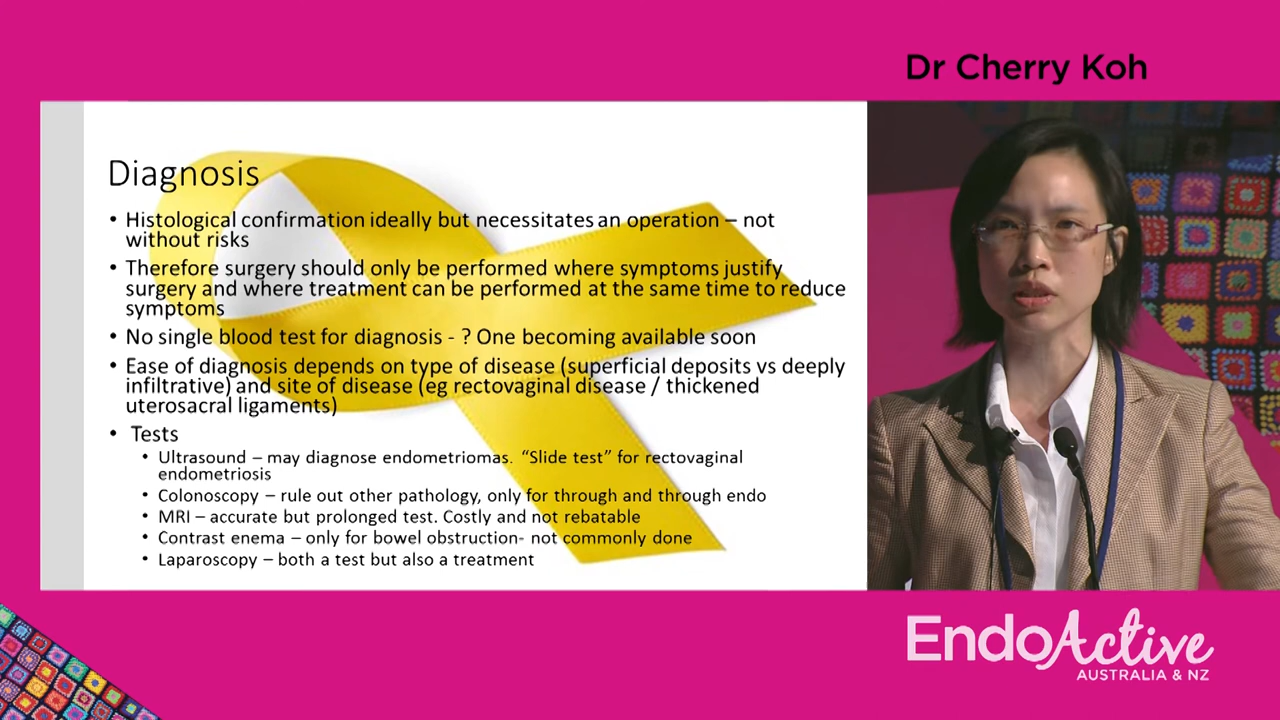 Dr Cherry Koh
Diagnosis
• Histological confirmation ideally but necessitates an operation – not
without risks
• Therefore surgery should only be performed where symptoms justify
surgery and where treatment can be performed at the same time to reduce
symptoms
• No single blood test for diagnosis - ? One becoming available soon
• Ease of diagnosis depends on type of disease (superficial deposits vs deeply
infiltrative) and site of disease (eg rectovaginal disease / thickened
uterosacral ligaments)
• Tests
• Ultrasound – may diagnose endometriomas. “Slide test” for rectovaginal
endometriosis
• Colonoscopy – rule out other pathology, only for through and through endo
• MRI – accurate but prolonged test. Costly and not rebatable
• Contrast enema – only for bowel obstruction- not commonly done
• Laparoscopy – both a test but also a treatment
EndoActive
AUSTRALIA & NZ